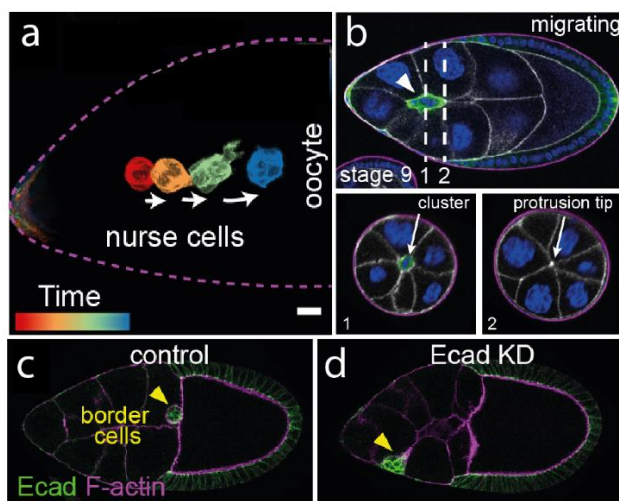 a
oocyte
nurse cells
Time
b
migrating
stage 9
1 2
cluster
1
protrusion tip
2
c
control
border
cells
Ecad F-actin
d
Ecad KD